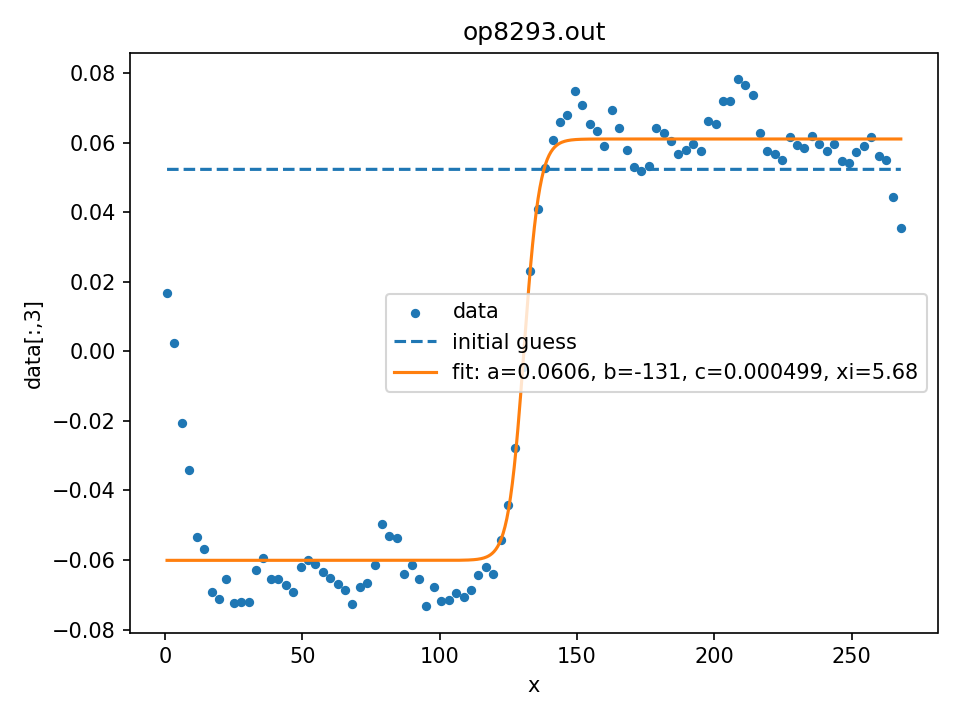 op8293.out
0.08
0.06
0.04
0.02
0.00
−0.02
−0.04
−0.06
−0.08
data[:,3]
data
initial guess
fit: a=0.0606, b=-131, c=0.000499, xi=5.68
0
50
100
150
200
250
x